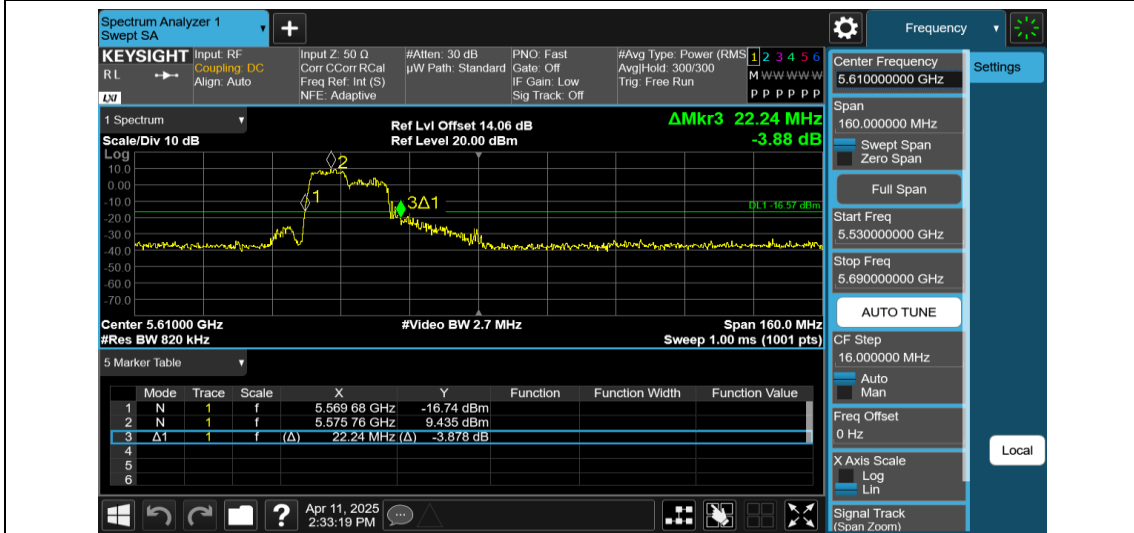 Spectrum Analyzer 1
Swept SA
Frequency
KEYSIGHT
RL
LXI
Input: RF
Coupling: DC
Align: Auto
Input Z: 50 Ω
Corr CCorr RCal
Freq Ref: Int (S)
NFE: Adaptive
#Atten: 30 dB
µW Path: Standard
PNO: Fast
Gate: Off
IF Gain: Low
Sig Track: Off
#Avg Type: Power (RMS
Avg|Hold: 300/300
Trig: Free Run
1 2 3 4 5 6
M W W W W W
P P P P P P
1 Spectrum
Scale/Div 10 dB
Ref Lvl Offset 14.06 dB
Ref Level 20.00 dBm
ΔMkr3 22.24 MHz
-3.88 dB
Log
10.0
0.00
-10.0
-20.0
-30.0
-40.0
-50.0
-60.0
-70.0
1
2
3Δ1
DL1 -16.57 dBm
Center 5.61000 GHz
#Video BW 2.7 MHz
Span 160.0 MHz
#Res BW 820 kHz
Sweep 1.00 ms (1001 pts)
5 Marker Table
Mode Trace Scale X Y Function Function Width Function Value
1 N 1 f 5.569 68 GHz -16.74 dBm
2 N 1 f 5.575 76 GHz 9.435 dBm
3 Δ1 1 f (Δ) 22.24 MHz (Δ) -3.878 dB
4
5
6
?
Apr 11, 2025
2:33:19 PM
Center Frequency
5.610000000 GHz
Span
160.000000 MHz
Swept Span
Zero Span
Full Span
Start Freq
5.530000000 GHz
Stop Freq
5.690000000 GHz
AUTO TUNE
CF Step
16.000000 MHz
Auto
Man
Freq Offset
0 Hz
X Axis Scale
Log
Lin
Signal Track
(Span Zoom)
Settings
Local